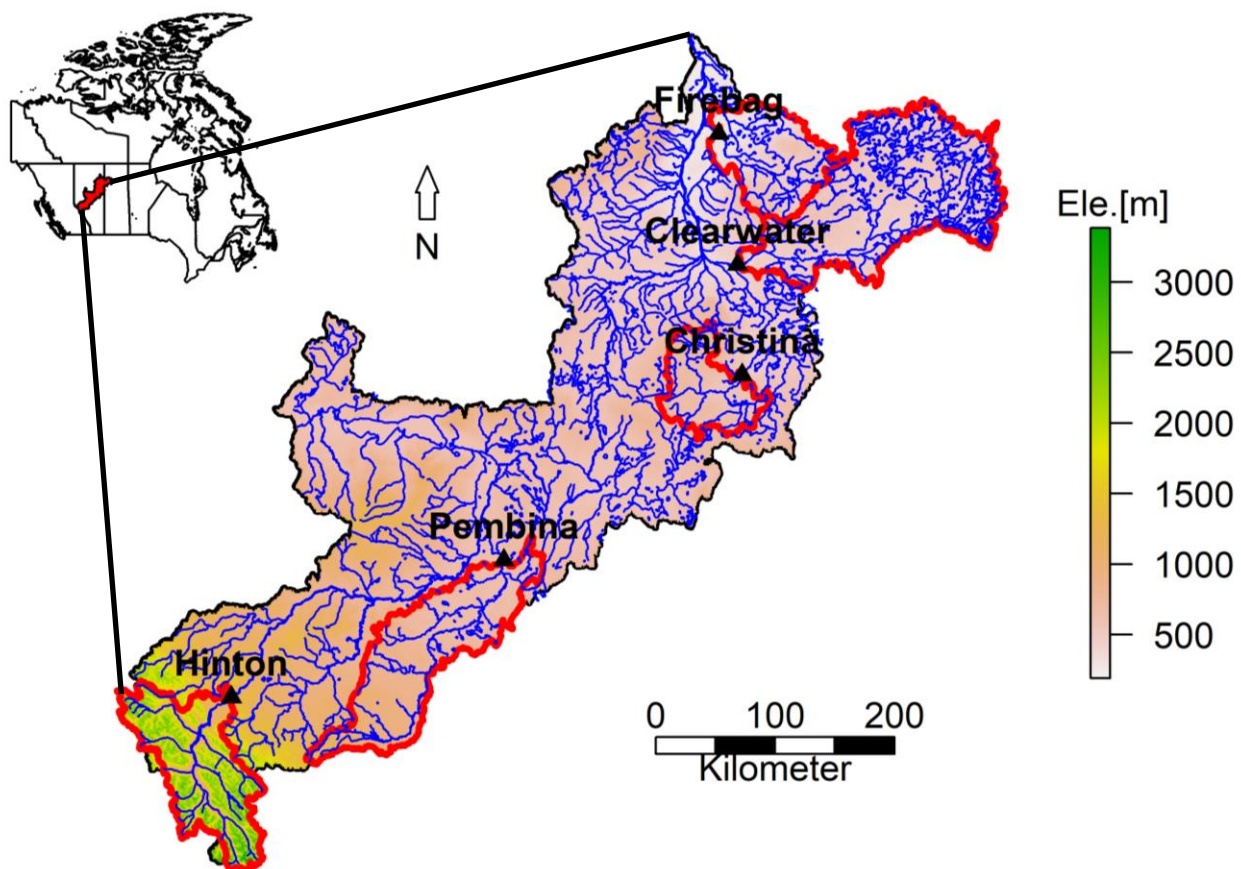 Firebag
N
Clearwater
Ele.[m]
3000
2500
2000
1500
1000
500
Christina
Pembina
Hinton
0 100 200
Kilometer